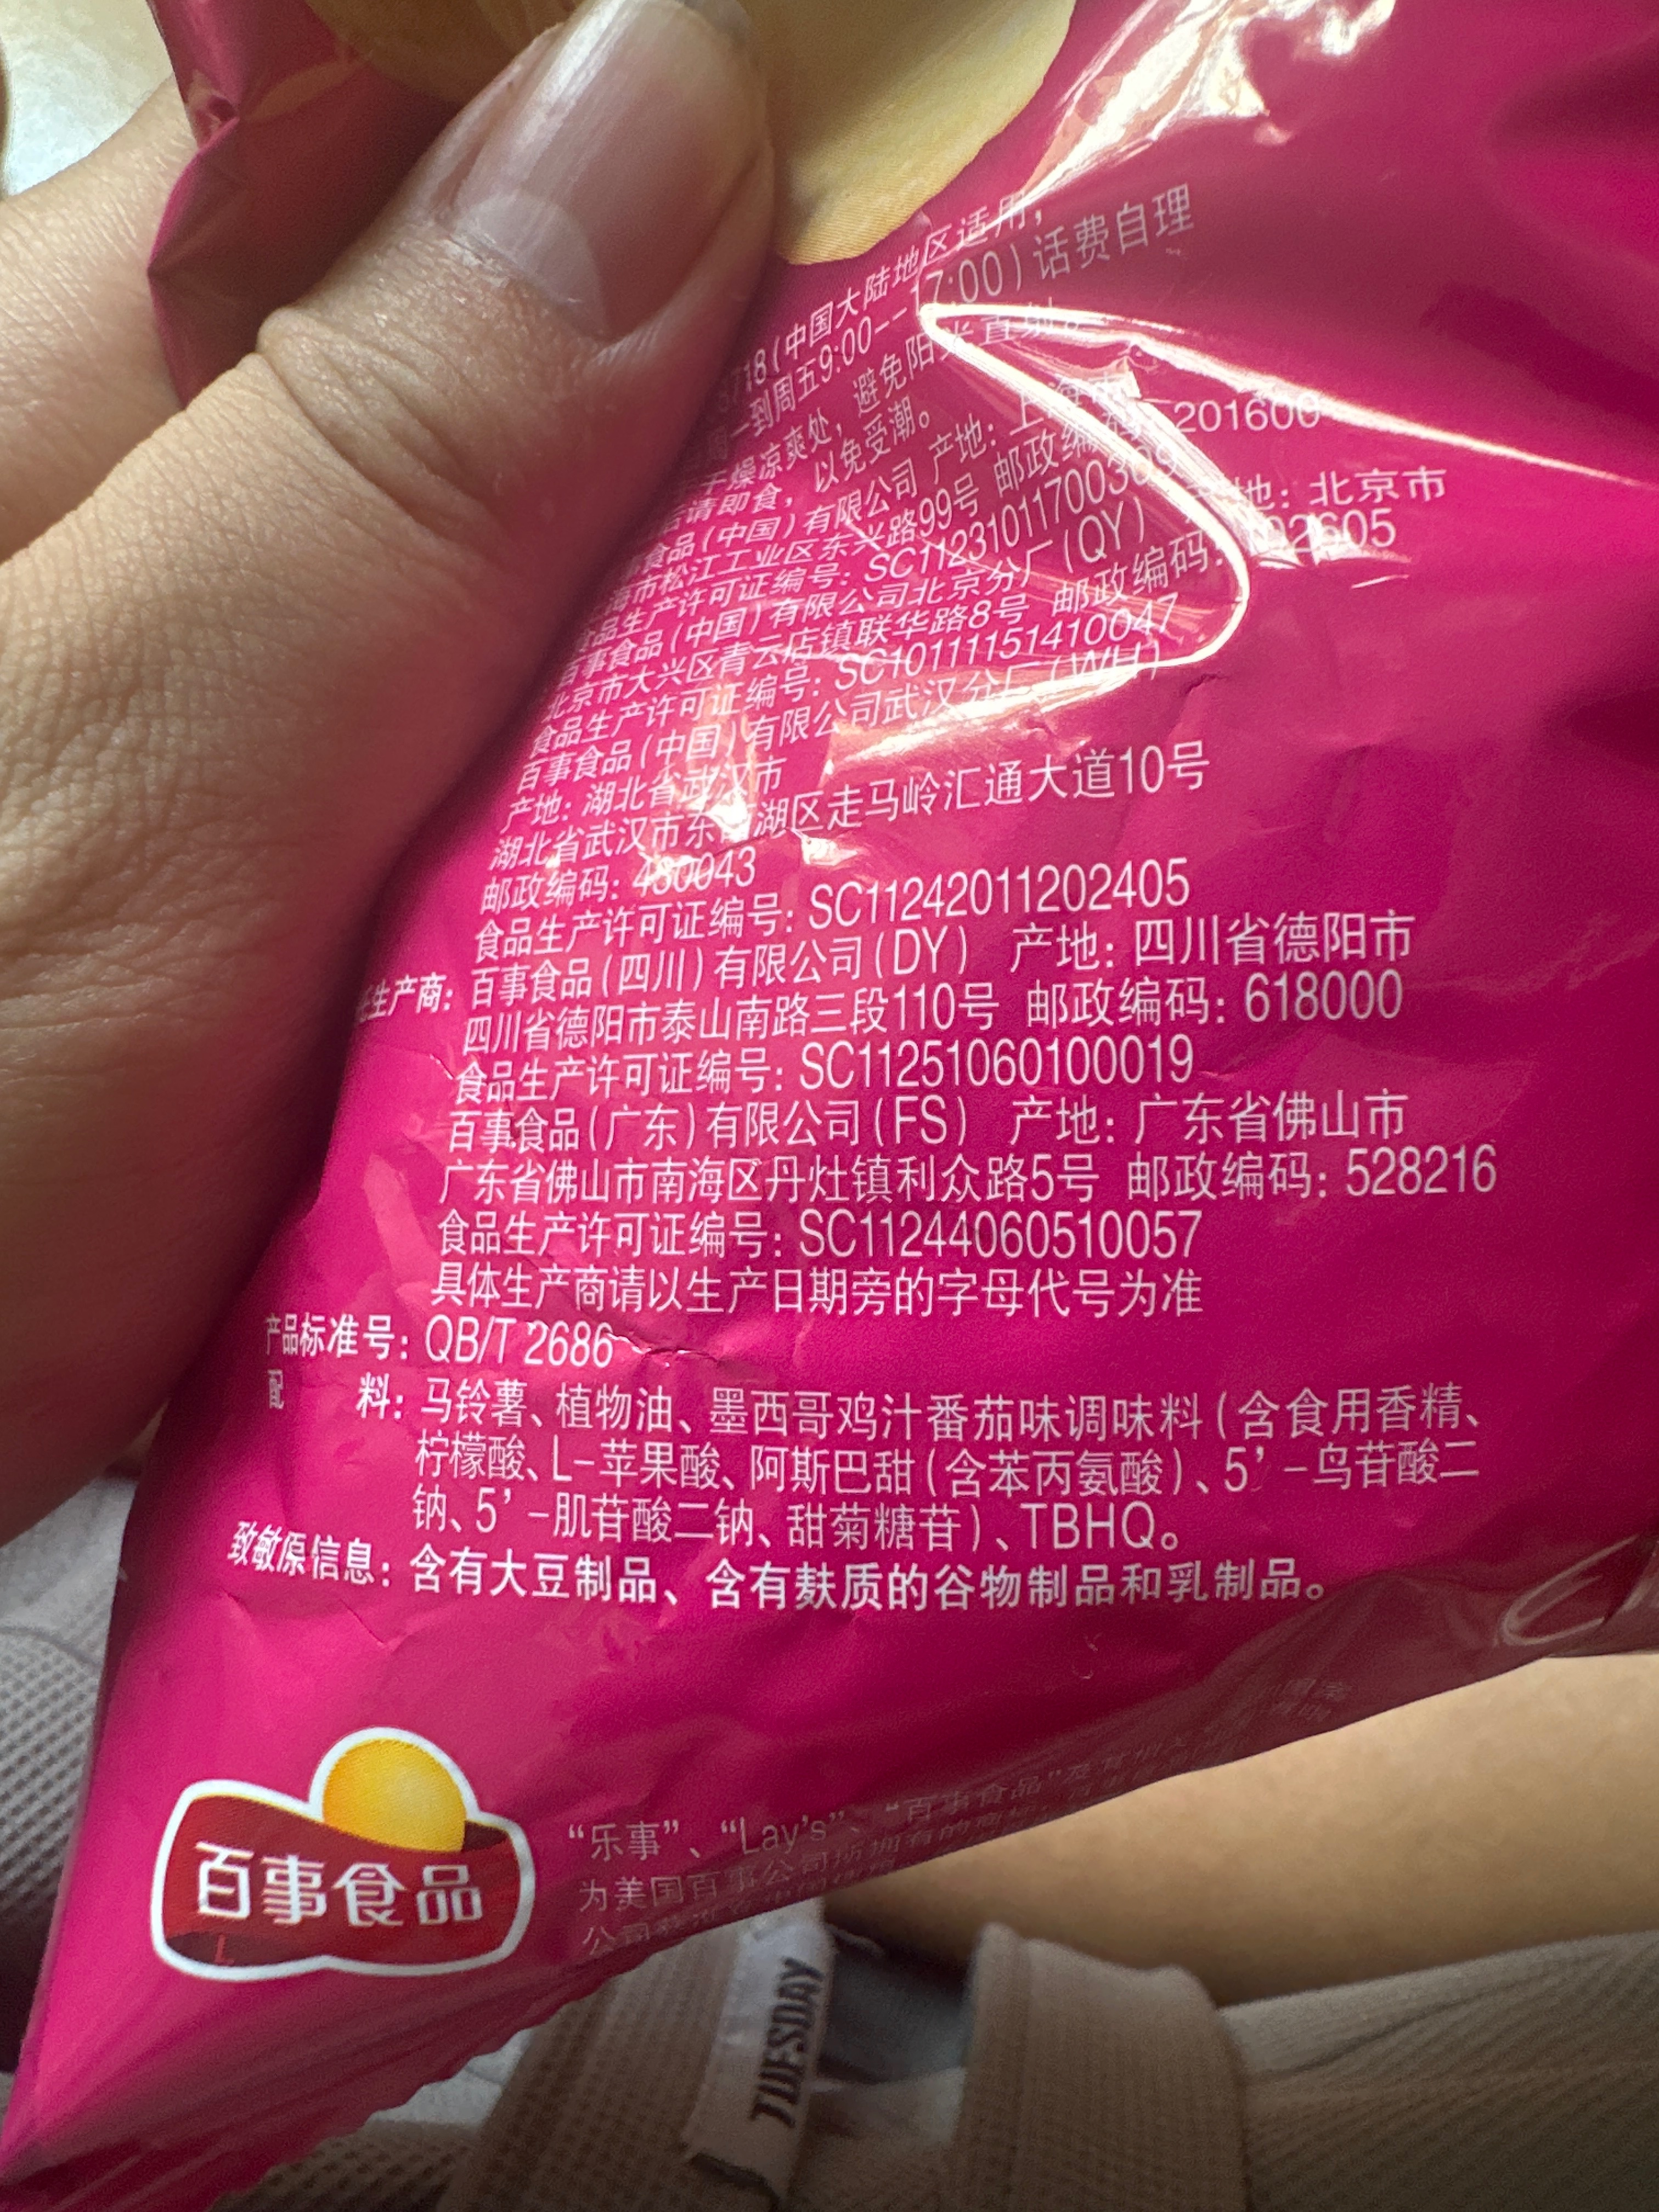 718(中国大陆地区适用,
一到周五9:00--17:00)话费自理
干燥凉爽处，避免阳光直射。
请即食，以免受潮。
食品(中国)有限公司 产地: 上海市
市松江工业区东兴路99号 邮政编码: 201600
食品生产许可证编号: SC11231011700309
百事食品(中国)有限公司北京分厂(QY) 产地: 北京市
北京市大兴区青云店镇联华路8号 邮政编码: 102605
食品生产许可证编号: SC10111151410047
百事食品(中国)有限公司武汉分厂(WH)
产地: 湖北省武汉市
湖北省武汉市东西湖区走马岭汇通大道10号
邮政编码: 430043
食品生产许可证编号: SC11242011202405
生产商: 百事食品(四川)有限公司(DY) 产地: 四川省德阳市
四川省德阳市泰山南路三段110号 邮政编码: 618000
食品生产许可证编号: SC11251060100019
百事食品(广东)有限公司(FS) 产地: 广东省佛山市
广东省佛山市南海区丹灶镇利众路5号 邮政编码: 528216
食品生产许可证编号: SC11244060510057
具体生产商请以生产日期旁的字母代号为准
产品标准号: QB/T 2686
配 料: 马铃薯、植物油、墨西哥鸡汁番茄味调味料(含食用香精、
柠檬酸、L-苹果酸、阿斯巴甜(含苯丙氨酸)、5’-鸟苷酸二
钠、5’-肌苷酸二钠、甜菊糖苷)、TBHQ。
致敏原信息: 含有大豆制品、含有麸质的谷物制品和乳制品。
百事食品
“乐事”、“Lay's”、“百事食品”及其
为美国百事公司所拥有的商标
公司
TUESDAY